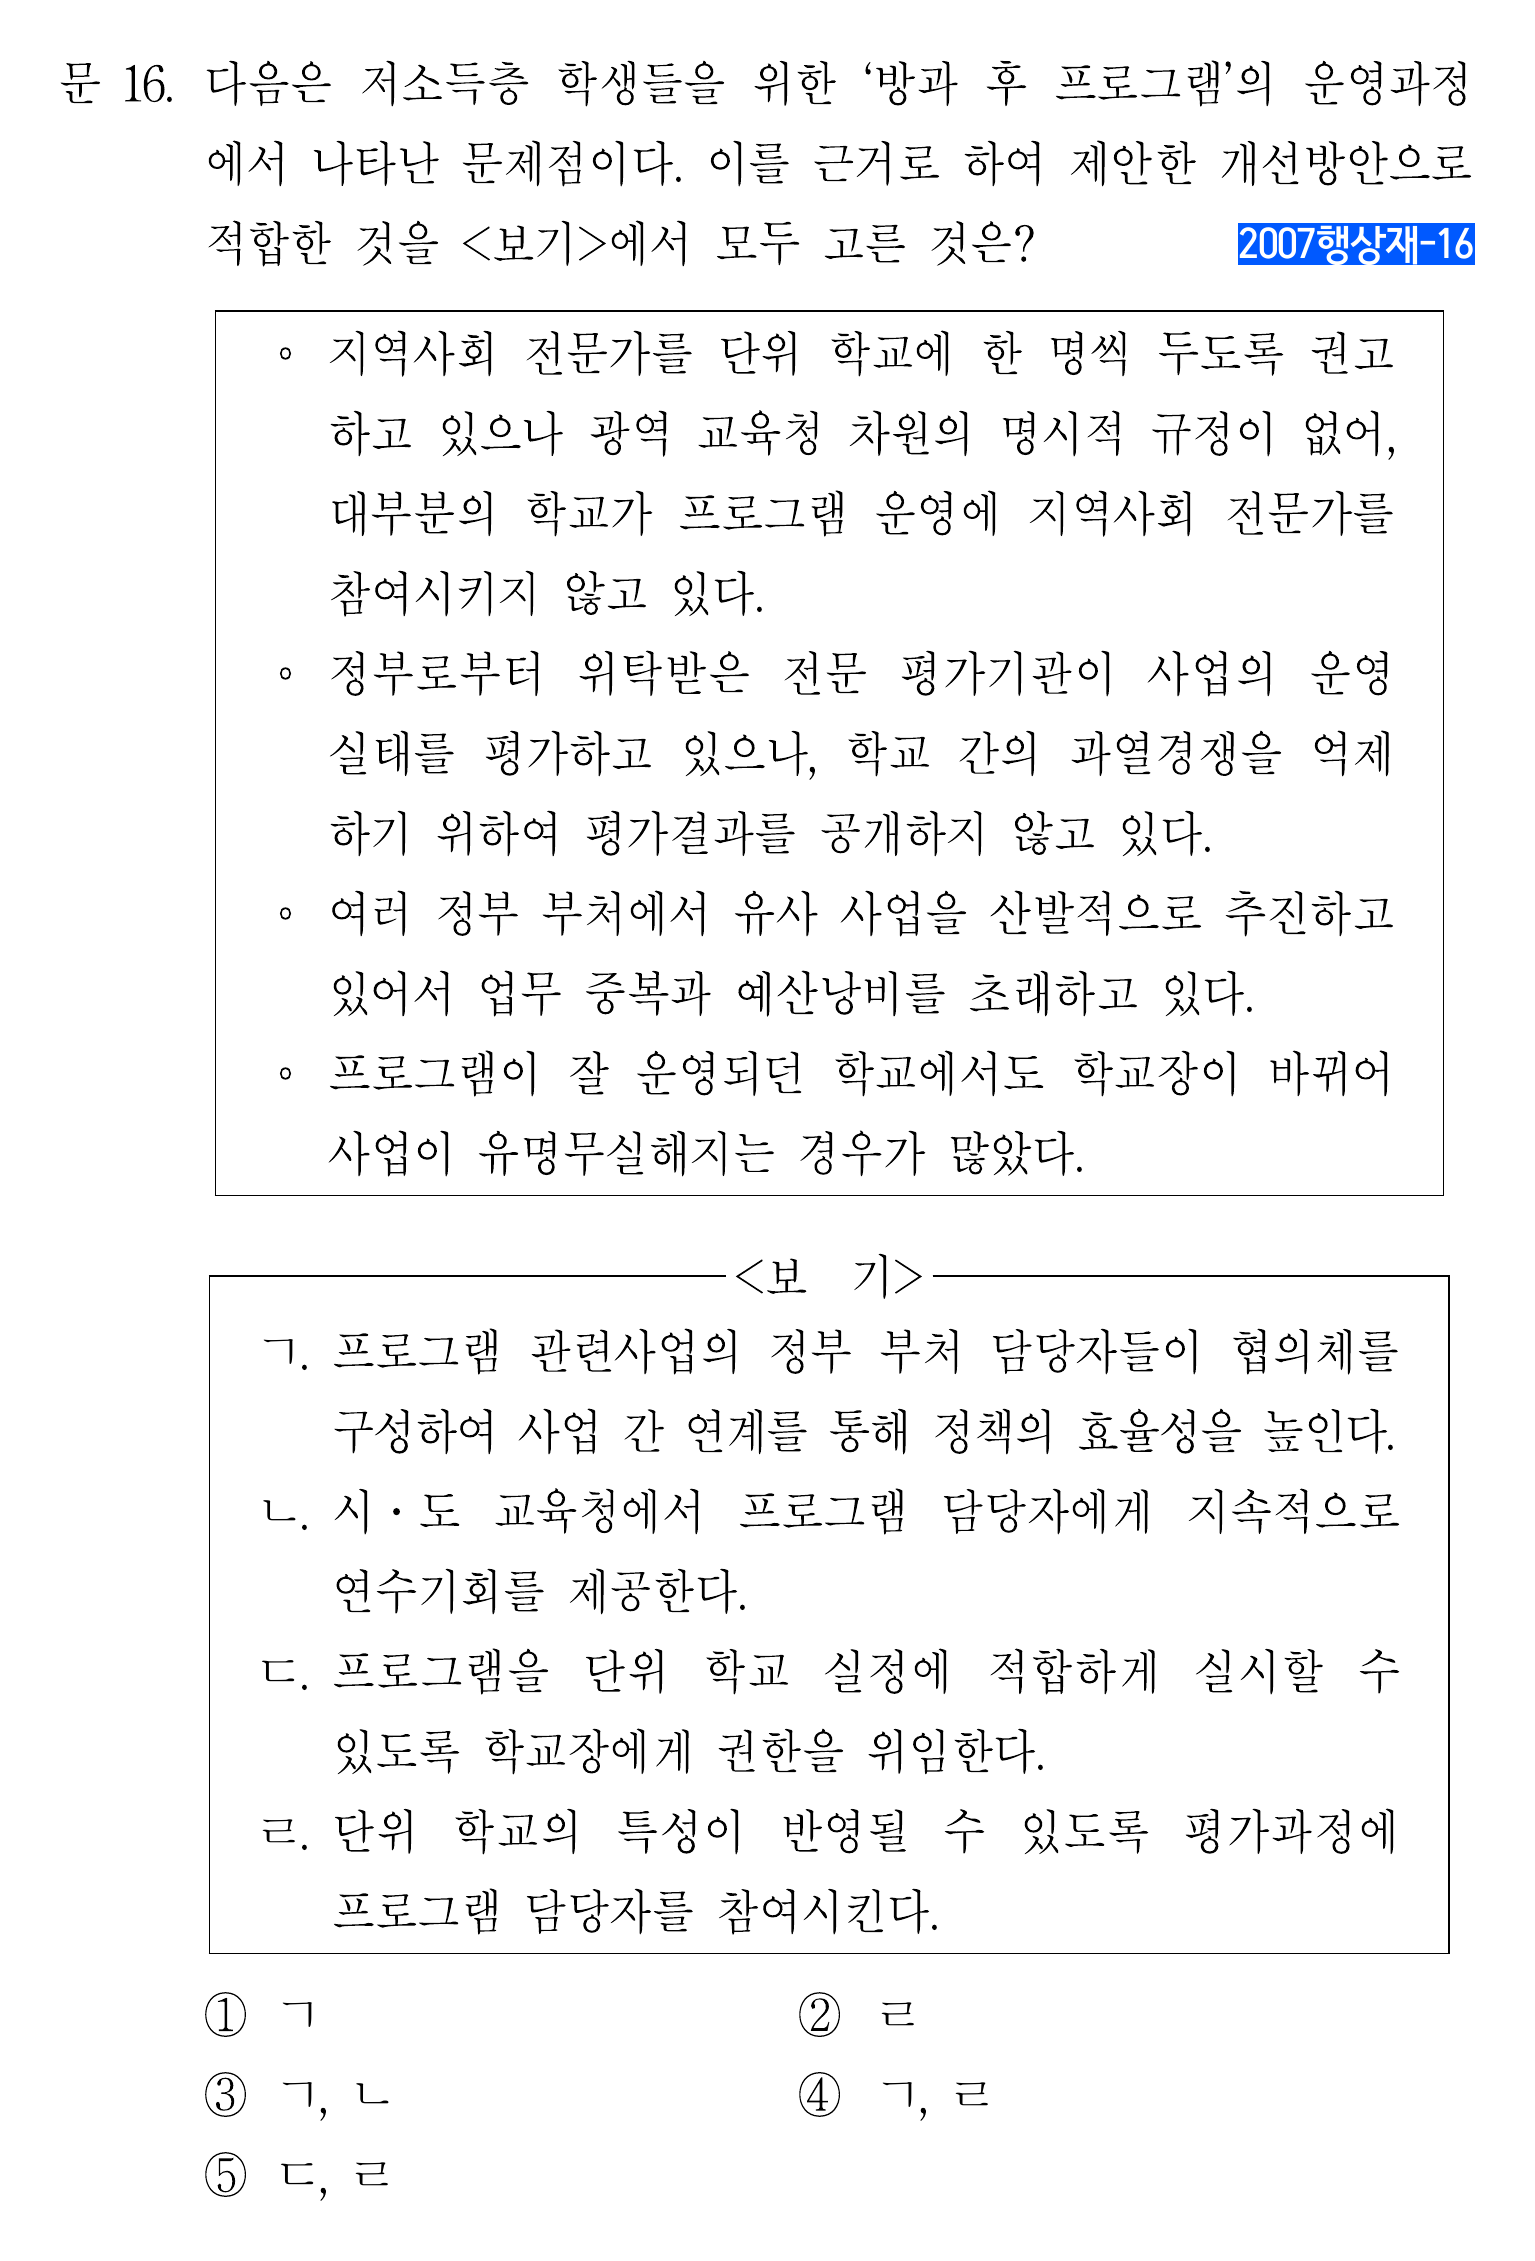 문 16. 다음은 저소득층 학생들을 위한 ‘방과 후 프로그램’의 운영과정
에서 나타난 문제점이다. 이를 근거로 하여 제안한 개선방안으로
적합한 것을 <보기>에서 모두 고른 것은? 2007행상재-16
◦ 지역사회 전문가를 단위 학교에 한 명씩 두도록 권고
하고 있으나 광역 교육청 차원의 명시적 규정이 없어,
대부분의 학교가 프로그램 운영에 지역사회 전문가를
참여시키지 않고 있다.
◦ 정부로부터 위탁받은 전문 평가기관이 사업의 운영
실태를 평가하고 있으나, 학교 간의 과열경쟁을 억제
하기 위하여 평가결과를 공개하지 않고 있다.
◦ 여러 정부 부처에서 유사 사업을 산발적으로 추진하고
있어서 업무 중복과 예산낭비를 초래하고 있다.
◦ 프로그램이 잘 운영되던 학교에서도 학교장이 바뀌어
사업이 유명무실해지는 경우가 많았다.
<보 기>
ㄱ. 프로그램 관련사업의 정부 부처 담당자들이 협의체를
구성하여 사업 간 연계를 통해 정책의 효율성을 높인다.
ㄴ. 시·도 교육청에서 프로그램 담당자에게 지속적으로
연수기회를 제공한다.
ㄷ. 프로그램을 단위 학교 실정에 적합하게 실시할 수
있도록 학교장에게 권한을 위임한다.
ㄹ. 단위 학교의 특성이 반영될 수 있도록 평가과정에
프로그램 담당자를 참여시킨다.
① ㄱ ② ㄹ
③ ㄱ, ㄴ ④ ㄱ, ㄹ
⑤ ㄷ, ㄹ